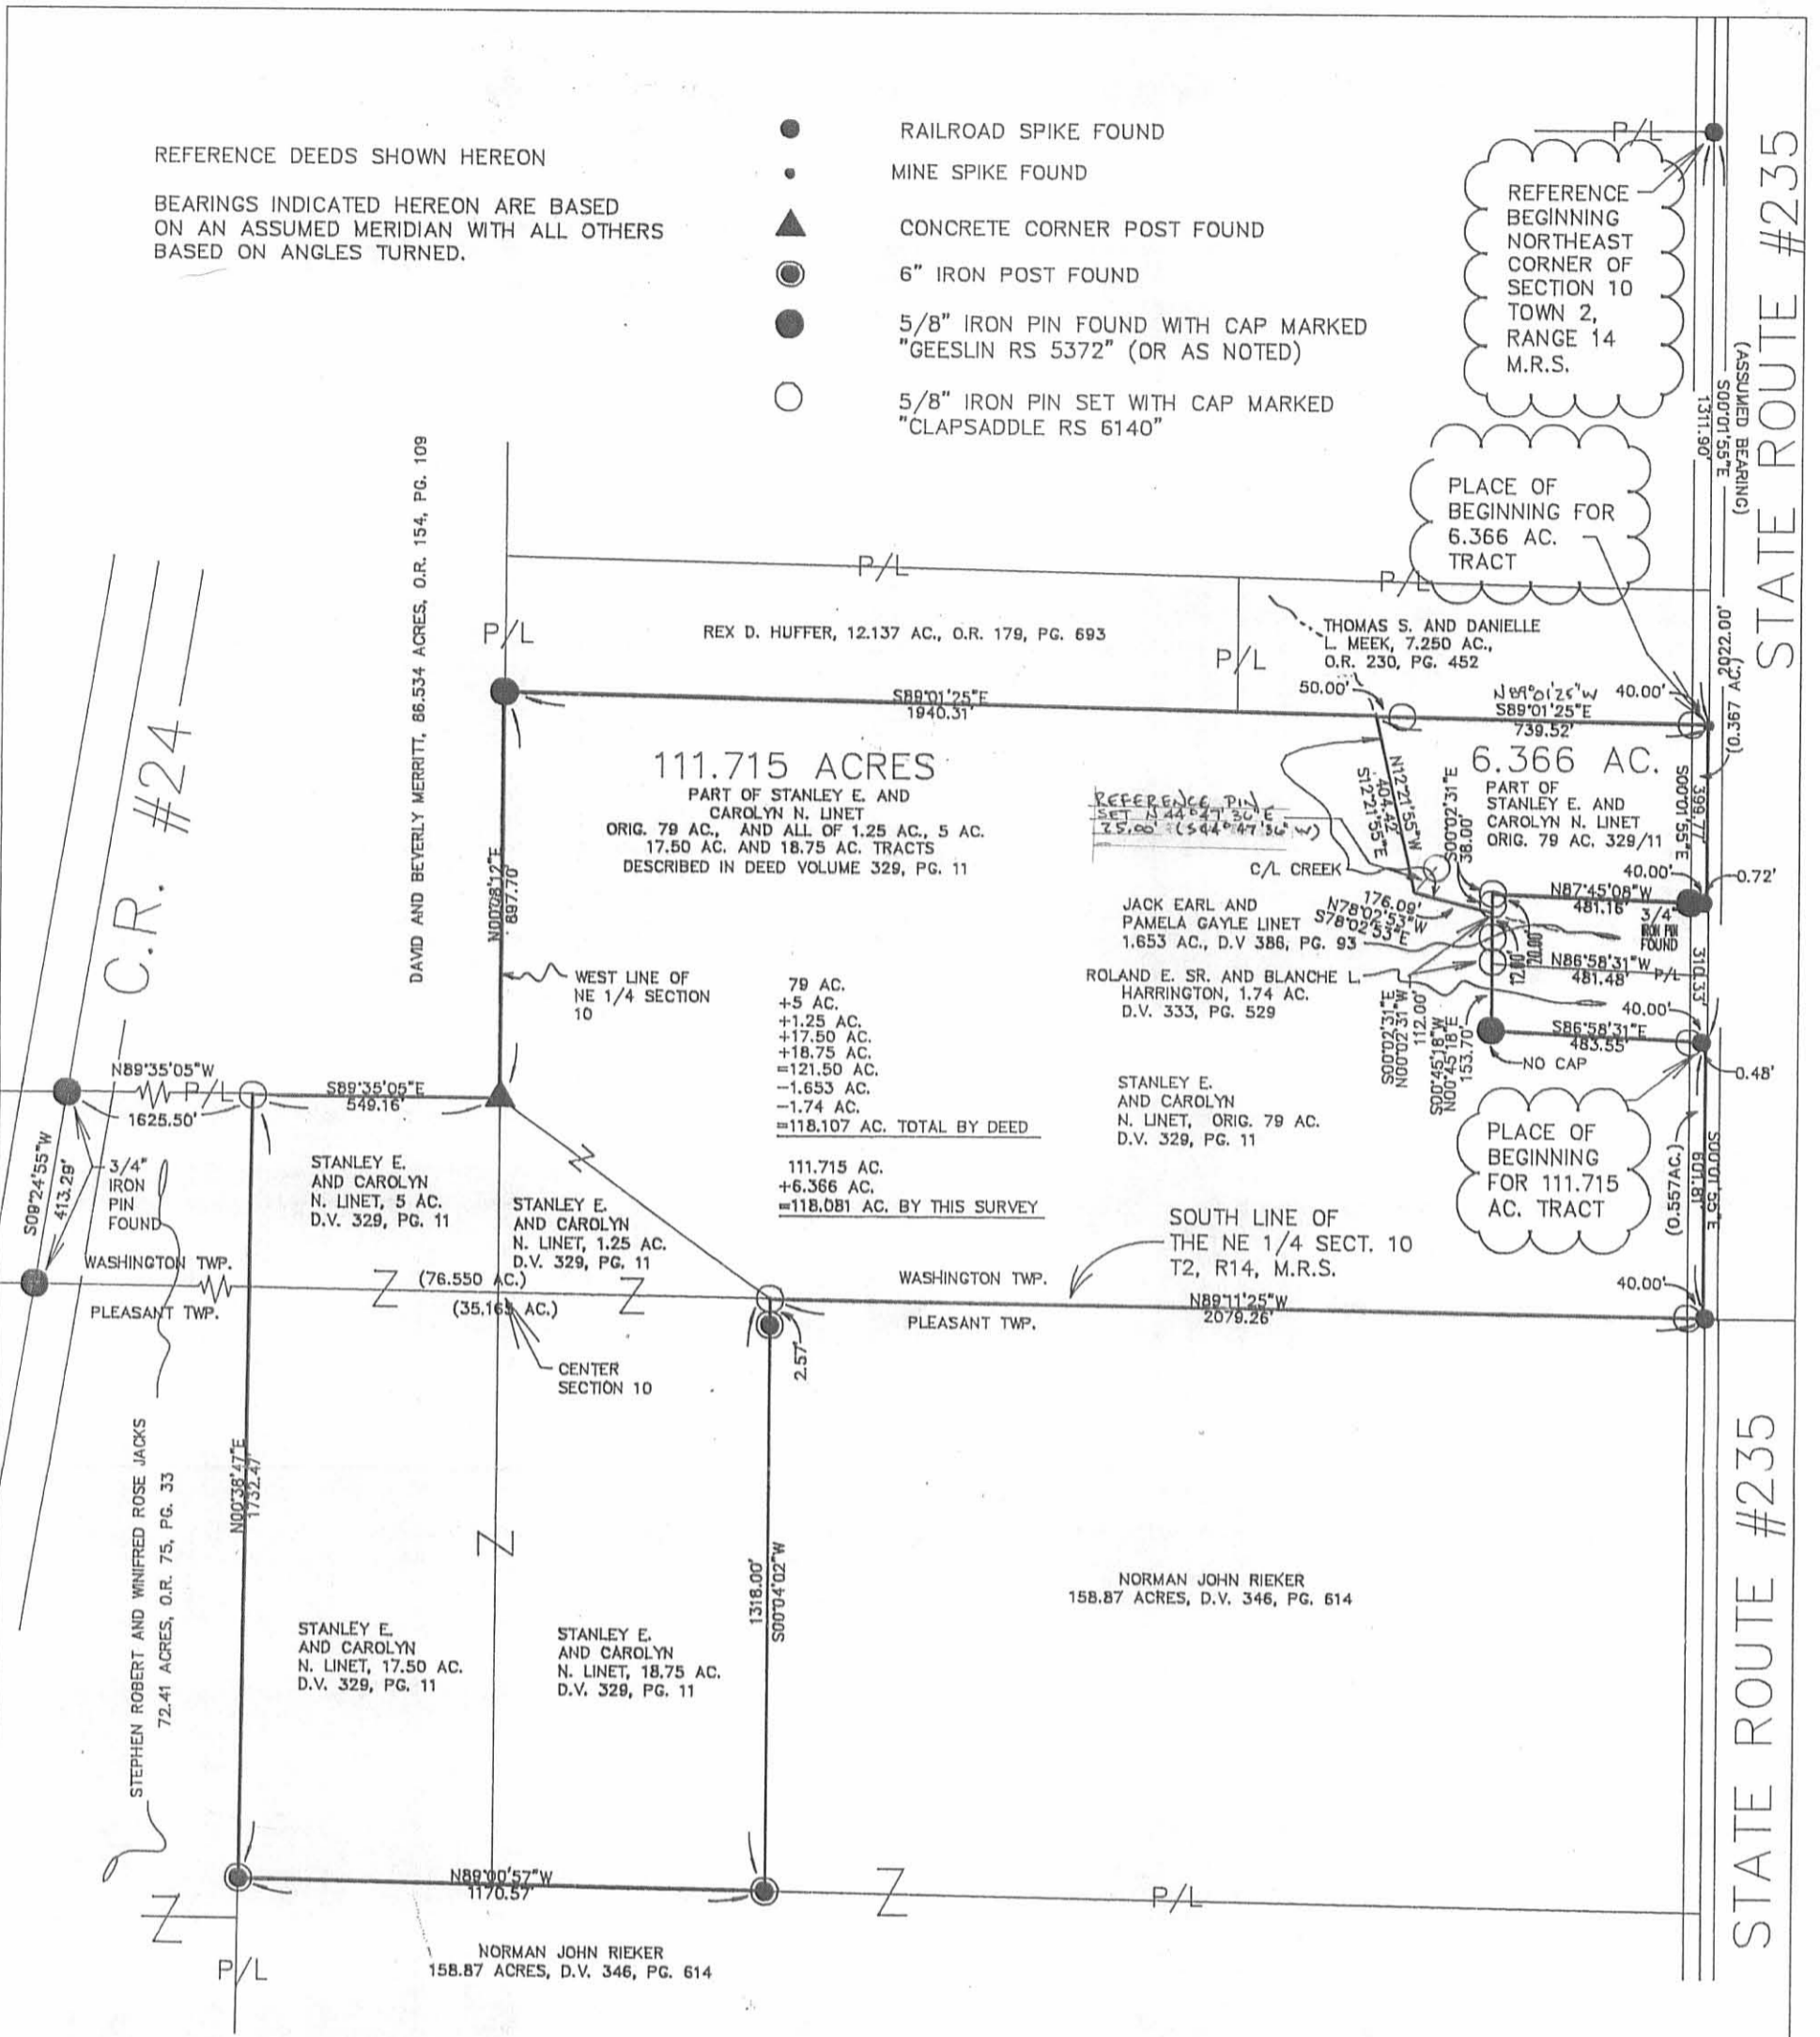 REFERENCE DEEDS SHOWN HEREON
BEARINGS INDICATED HEREON ARE BASED
ON AN ASSUMED MERIDIAN WITH ALL OTHERS
BASED ON ANGLES TURNED.
RAILROAD SPIKE FOUND
MINE SPIKE FOUND
CONCRETE CORNER POST FOUND
6" IRON POST FOUND
5/8" IRON PIN FOUND WITH CAP MARKED
"GEESLIN RS 5372" (OR AS NOTED)
5/8" IRON PIN SET WITH CAP MARKED
"CLAPSADDLE RS 6140"
P/L
REFERENCE
BEGINNING
NORTHEAST
CORNER OF
SECTION 10
TOWN 2,
RANGE 14
M.R.S.
STATE ROUTE #235
(ASSUMED BEARING)
S00°01'55"E
1311.90'
2022.00'
PLACE OF
BEGINNING FOR
6.366 AC.
TRACT
DAVID AND BEVERLY MERRITT, 86.534 ACRES, O.R. 154, PG. 109
P/L
P/L
P/L
P/L
REX D. HUFFER, 12.137 AC., O.R. 179, PG. 693
THOMAS S. AND DANIELLE
L. MEEK, 7.250 AC.,
O.R. 230, PG. 452
C.R. #24
S89°01'25"E
1940.31'
50.00'
N 89°01'25"W
S89°01'25"E
739.52'
40.00'
(0.367 AC.)
111.715 ACRES
PART OF STANLEY E. AND
CAROLYN N. LINET
ORIG. 79 AC., AND ALL OF 1.25 AC., 5 AC.
17.50 AC. AND 18.75 AC. TRACTS
DESCRIBED IN DEED VOLUME 329, PG. 11
6.366 AC.
PART OF
STANLEY E. AND
CAROLYN N. LINET
ORIG. 79 AC. 329/11
REFERENCE PIN
SET N 44°47'36" E
25.00' (S44°47'36" W)
N12°21'55"W
404.42'
S12°21'55"E
S00°02'31"E
38.00'
S00°01'55"E
399.77'
N00°08'12"E
697.70'
C/L CREEK
40.00'
0.72'
N87°45'08"W
481.16'
3/4"
IRON PIN
FOUND
JACK EARL AND
PAMELA GAYLE LINET
1.653 AC., D.V 386, PG. 93
176.09'
N78°02'53"W
S78°02'53"E
12.00'
20.00'
N86°58'31"W
481.48'
P/L
310.33'
WEST LINE OF
NE 1/4 SECTION
10
ROLAND E. SR. AND BLANCHE L.
HARRINGTON, 1.74 AC.
D.V. 333, PG. 529
S00°02'31"E
N00°02'31"W
112.00'
S00°45'18"W
N00°45'18"E
153.70'
40.00'
S86°58'31"E
483.55'
NO CAP
0.48'
79 AC.
+5 AC.
+1.25 AC.
+17.50 AC.
+18.75 AC.
=121.50 AC.
-1.653 AC.
-1.74 AC.
=118.107 AC. TOTAL BY DEED
111.715 AC.
+6.366 AC.
=118.081 AC. BY THIS SURVEY
N89°35'05"W
P/L
1625.50'
S89°35'05"E
549.16'
S09°24'55"W
413.29'
3/4"
IRON
PIN
FOUND
STANLEY E.
AND CAROLYN
N. LINET, 5 AC.
D.V. 329, PG. 11
STANLEY E.
AND CAROLYN
N. LINET, 1.25 AC.
D.V. 329, PG. 11
STANLEY E.
AND CAROLYN
N. LINET, ORIG. 79 AC.
D.V. 329, PG. 11
PLACE OF
BEGINNING
FOR 111.715
AC. TRACT
(0.557AC.)
601.81'
S00°01'55"E
SOUTH LINE OF
THE NE 1/4 SECT. 10
T2, R14, M.R.S.
WASHINGTON TWP.
PLEASANT TWP.
(76.550 AC.)
(35.165 AC.)
WASHINGTON TWP.
PLEASANT TWP.
N89°11'25"W
2079.26'
40.00'
2.57'
CENTER
SECTION 10
STEPHEN ROBERT AND WINIFRED ROSE JACKS
72.41 ACRES, O.R. 75, PG. 33
N00°38'47"E
1732.47'
1318.00'
S00°04'02"W
NORMAN JOHN RIEKER
158.87 ACRES, D.V. 346, PG. 614
STANLEY E.
AND CAROLYN
N. LINET, 17.50 AC.
D.V. 329, PG. 11
STANLEY E.
AND CAROLYN
N. LINET, 18.75 AC.
D.V. 329, PG. 11
STATE ROUTE #235
N89°00'57"W
1170.57'
P/L
P/L
NORMAN JOHN RIEKER
158.87 ACRES, D.V. 346, PG. 614